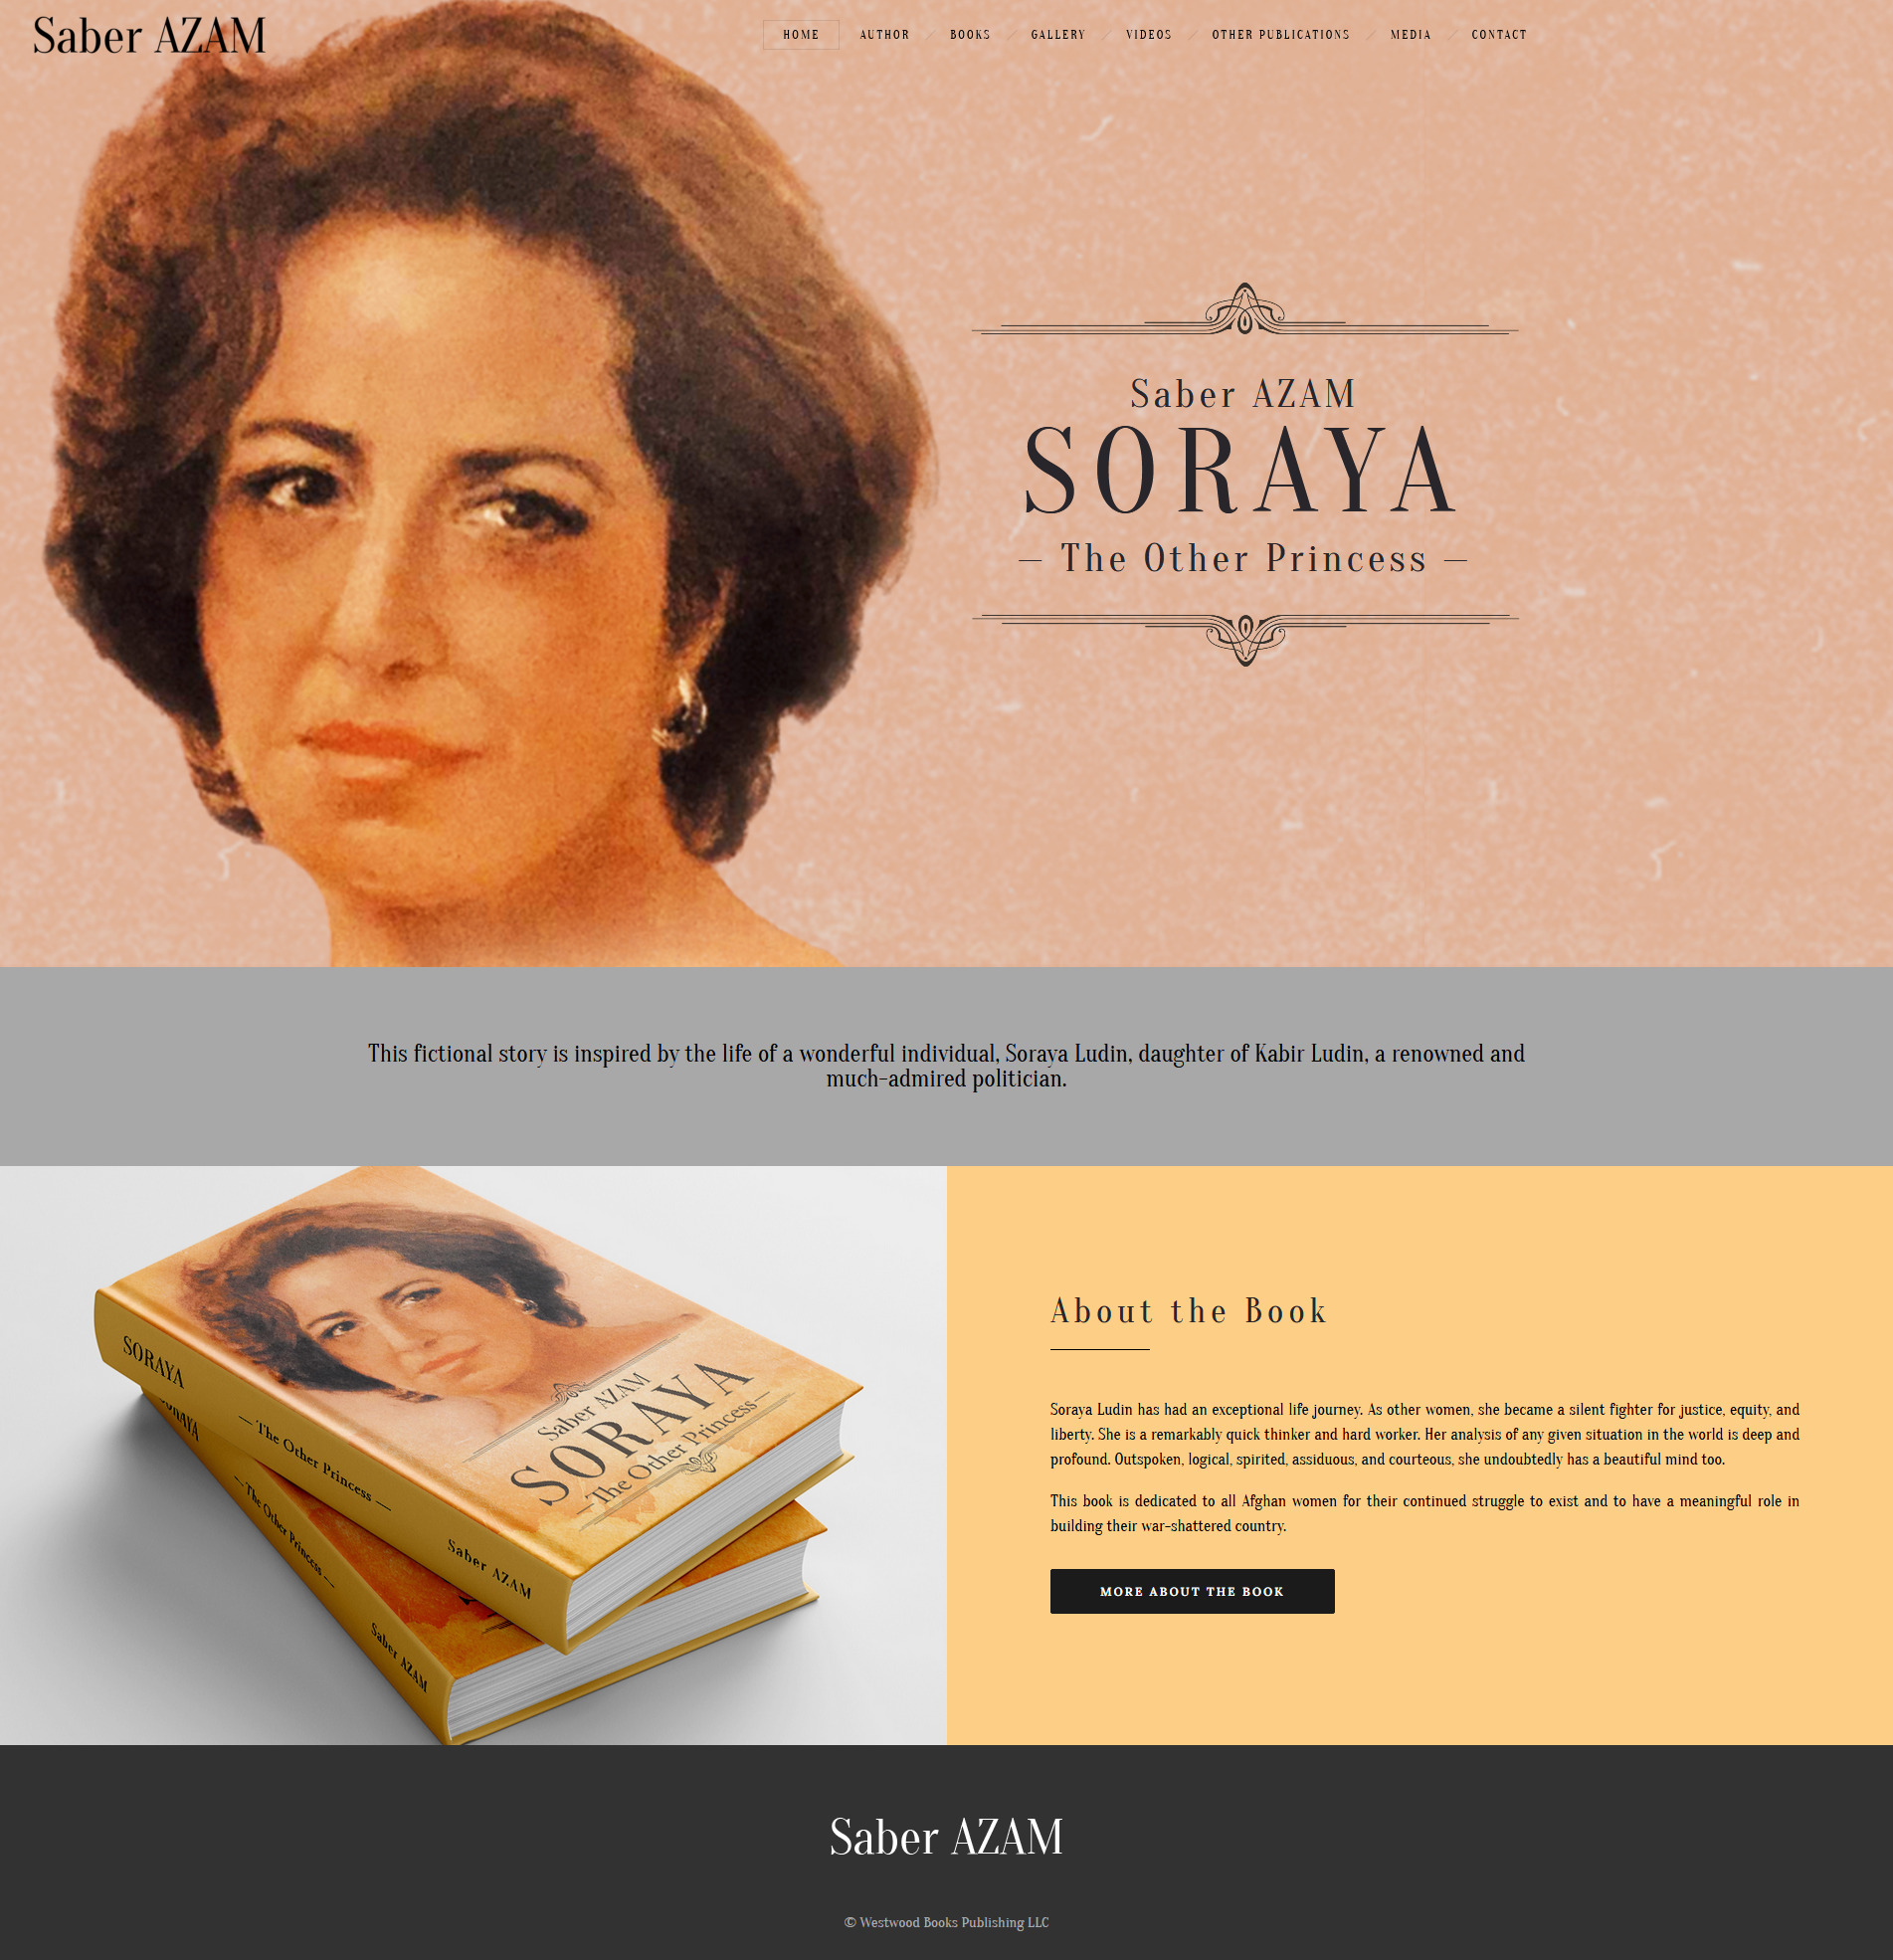 Saber AZAM
HOME
AUTHOR
BOOKS
GALLERY
VIDEOS
OTHER PUBLICATIONS
MEDIA
CONTACT
Saber AZAM
SORAYA
— The Other Princess —
This fictional story is inspired by the life of a wonderful individual, Soraya Ludin, daughter of Kabir Ludin, a renowned and
much-admired politician.
Saber AZAM
SORAYA
— The Other Princess —
SORAYA
— The Other Princess —
Saber AZAM
SORAYA
— The Other Princess —
Saber AZAM
About the Book
Soraya Ludin has had an exceptional life journey. As other women, she became a silent fighter for justice, equity, and
liberty. She is a remarkably quick thinker and hard worker. Her analysis of any given situation in the world is deep and
profound. Outspoken, logical, spirited, assiduous, and courteous, she undoubtedly has a beautiful mind too.
This book is dedicated to all Afghan women for their continued struggle to exist and to have a meaningful role in
building their war-shattered country.
MORE ABOUT THE BOOK
Saber AZAM
© Westwood Books Publishing LLC